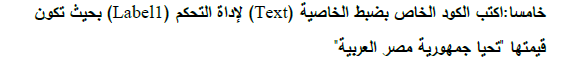 خامسا:اكتب الكود الخاص بضبط الخاصية (Text) لإداة التحكم (Label1) بحيث تكون
قيمتها "تحيا جمهورية مصر العربية"